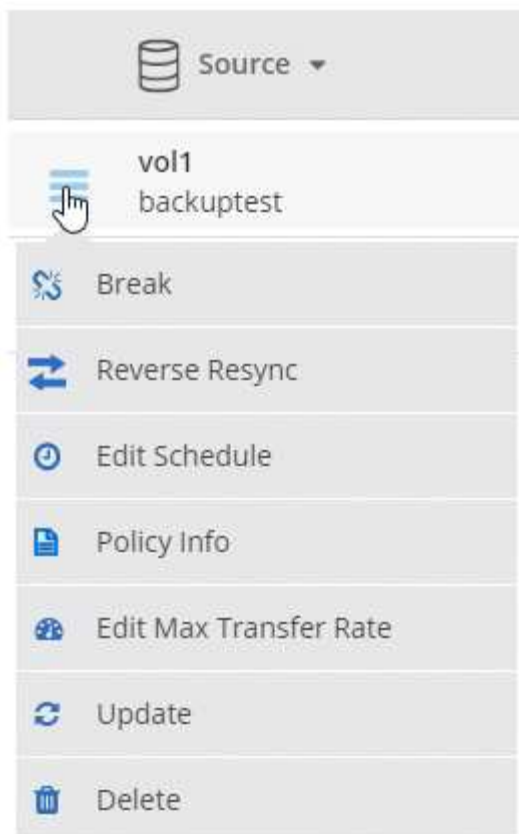 Source
vol1
backuptest
Break
Reverse Resync
Edit Schedule
Policy Info
Edit Max Transfer Rate
Update
Delete